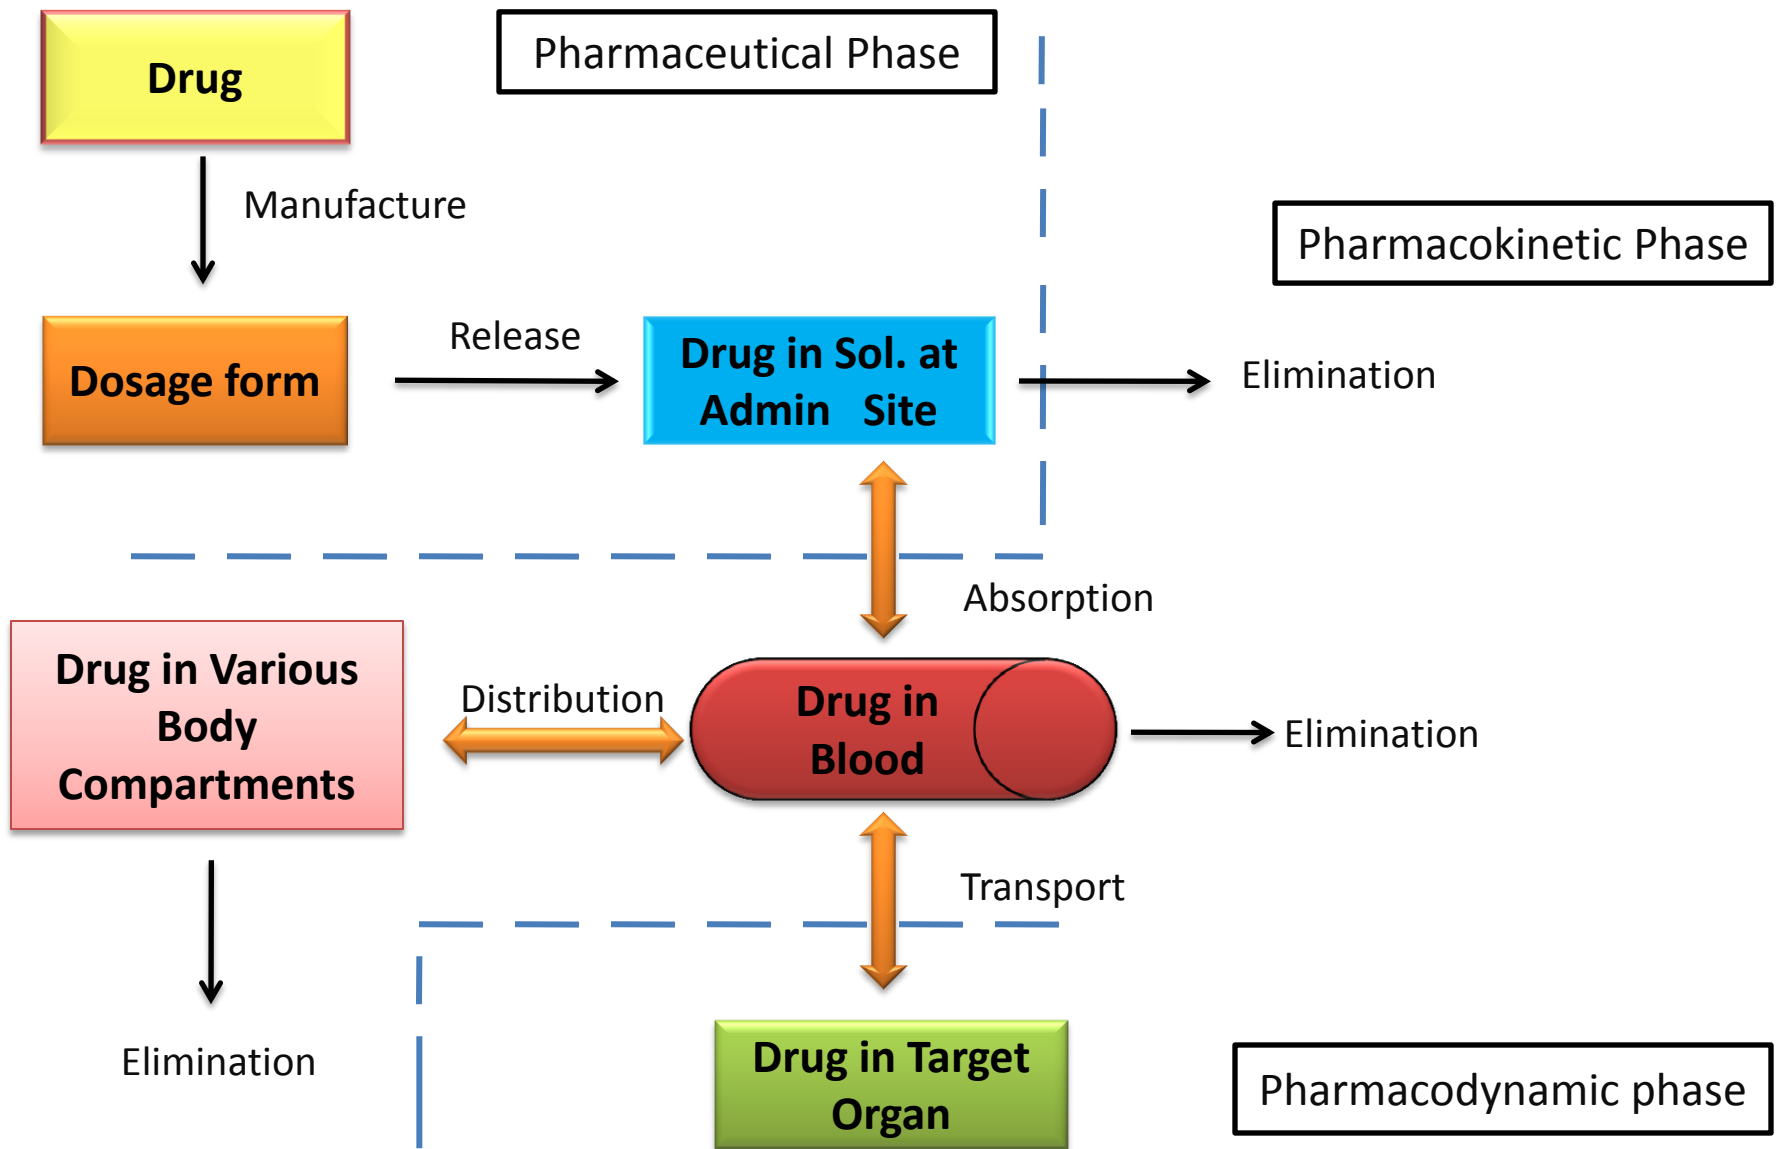 Pharmaceutical Phase
Drug
Manufacture
Pharmacokinetic Phase
Release
Dosage form
Drug in Sol. at
Admin Site
Elimination
Absorption
Drug in Various
Body
Compartments
Distribution
Drug in
Blood
Elimination
Transport
Elimination
Drug in Target
Organ
Pharmacodynamic phase